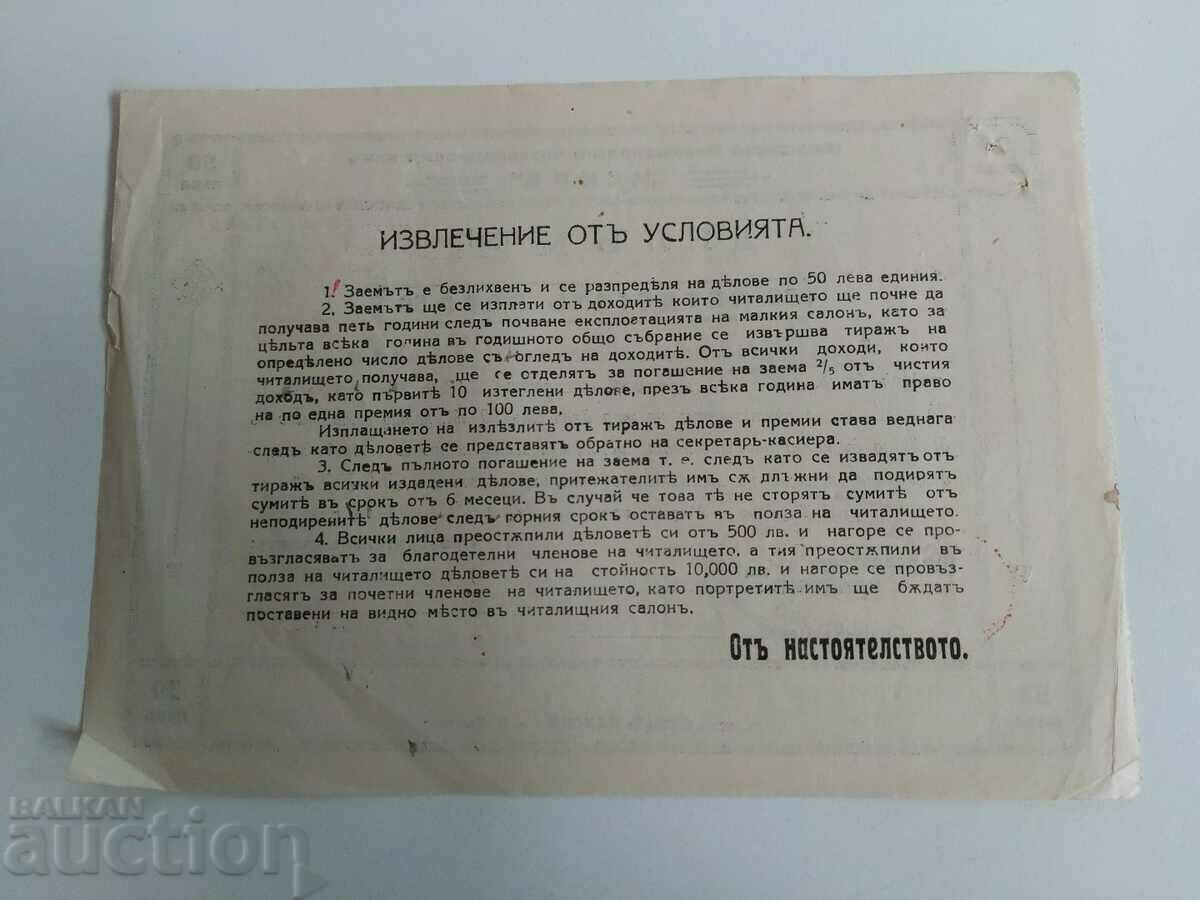 ИЗВЛЕЧЕНИЕ ОТЪ УСЛОВИЯТА.
1. Заемътъ е безлихвенъ и се разпредѣля на дѣлове по 50 лева единия.
2. Заемътъ ще се изплати отъ доходитѣ които читалището ще почне да
получава петь години следъ почване експлоатацията на малкия салонъ, като за
цѣльта всѣка година въ годишното общо събрание се извършва тиражъ на
опредѣлено число дѣлове съ огледъ на доходитѣ. Отъ всички доходи, които
читалището получава, ще се отделятъ за погашение на заема 2/5 отъ чистия
доходъ, като първитѣ 10 изтеглени дѣлове, презъ всѣка година иматъ право
на по една премия отъ по 100 лева.
Изплащането на излѣзлитѣ отъ тиражъ дѣлове и премии става веднага
следъ като дѣловетѣ се представятъ обратно на секретарь-касиера.
3. Следъ пълното погашение на заема т. е. следъ като се извадятъ отъ
тиражъ всички издадени дѣлове, притежателитѣ имъ сѫ длъжни да подирятъ
сумитѣ въ срокъ отъ 6 месеци. Въ случай че това тѣ не сторятъ сумитѣ отъ
неподиренитѣ дѣлове следъ горния срокъ оставатъ въ полза на читалището.
4. Всички лица преостѫпили дѣловетѣ си отъ 500 лв. и нагоре се про-
възгласяватъ за благодетелни членове на читалището, а тия преостѫпили въ
полза на читалището дѣловетѣ си на стойность 10,000 лв. и нагоре се провъз-
гласятъ за почетни членове на читалището, като портретитѣ имъ ще бѫдатъ
поставени на видно мѣсто въ читалищния салонъ.
Отъ настоятелството.
BALKAN
auction